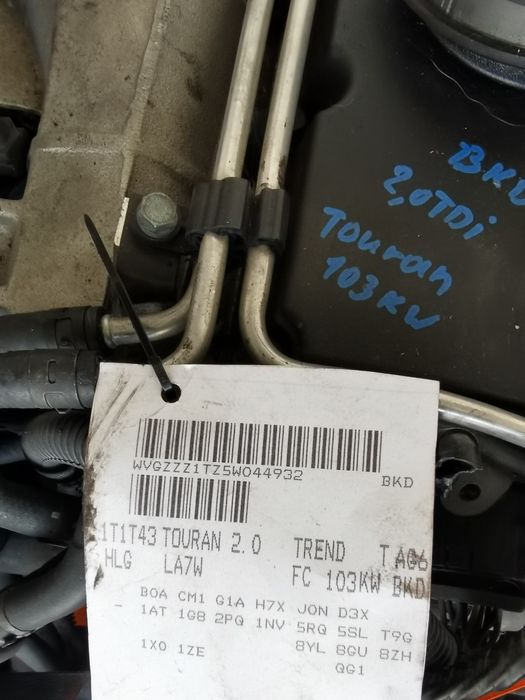 BKD
2,0TDi
Touran
103KW
WVGZZZ1TZ5W044932 BKD
1T1T43 TOURAN 2.0 TREND T AG6
HLG LA7W FC 103KW BKD
BOA CM1 G1A H7X JON D3X
- 1AT 1G8 2PQ 1NV 5RQ 5SL T9G
1X0 1ZE 8YL 8GU 8ZH
QG1